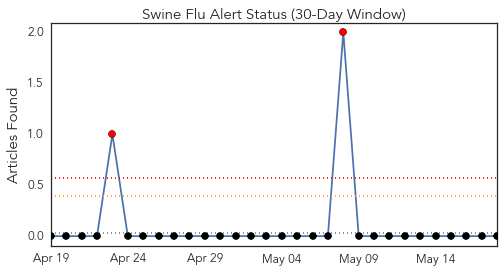 Swine Flu Alert Status (30-Day Window)
Articles Found
2.0
1.5
1.0
0.5
0.0
Apr 19
Apr 24
Apr 29
May 04
May 09
May 14